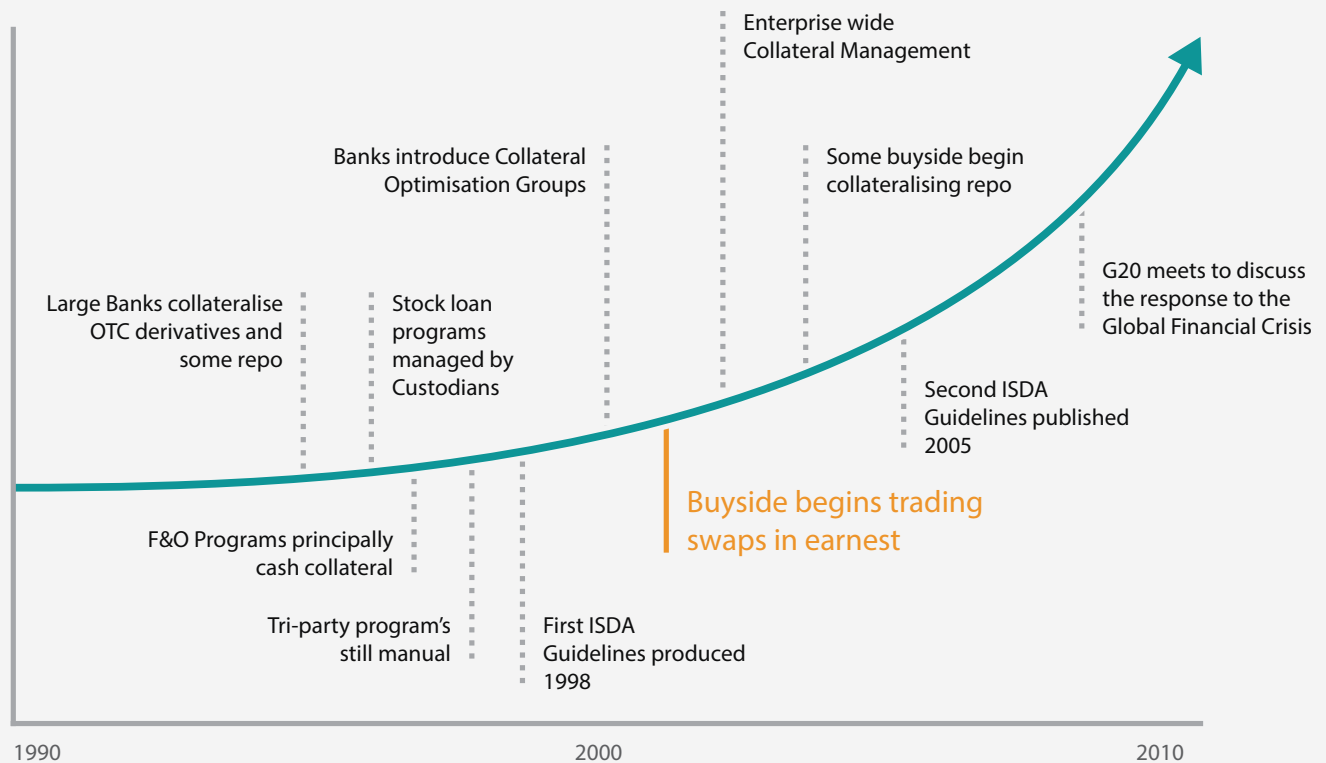 Enterprise wide
Collateral Management
Banks introduce Collateral
Optimisation Groups
Some buyside begin
collateralising repo
Large Banks collateralise
OTC derivatives and
some repo
Stock loan
programs
managed by
Custodians
G20 meets to discuss
the response to the
Global Financial Crisis
Second ISDA
Guidelines published
2005
Buyside begins trading
swaps in earnest
F&O Programs principally
cash collateral
Tri-party program's
still manual
First ISDA
Guidelines produced
1998
1990
2000
2010